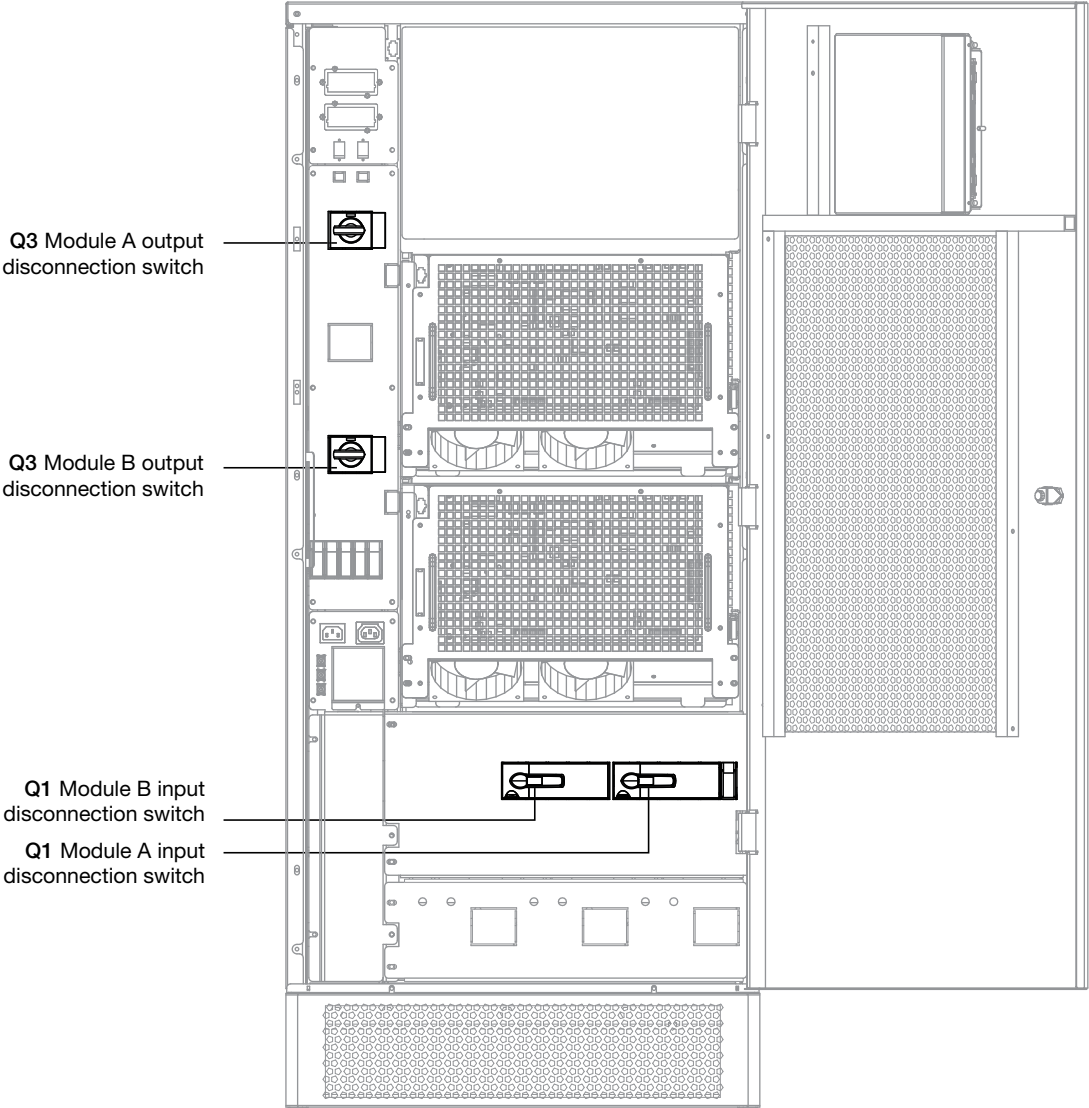 Q3 Module A output
disconnection switch
Q3 Module B output
disconnection switch
Q1 Module B input
disconnection switch
Q1 Module A input
disconnection switch